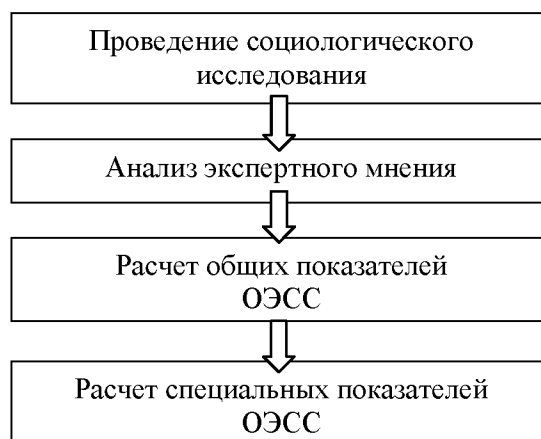 Проведение социологического
исследования
Анализ экспертного мнения
Расчет общих показателей
ОЭСС
Расчет специальных показателей
ОЭСС